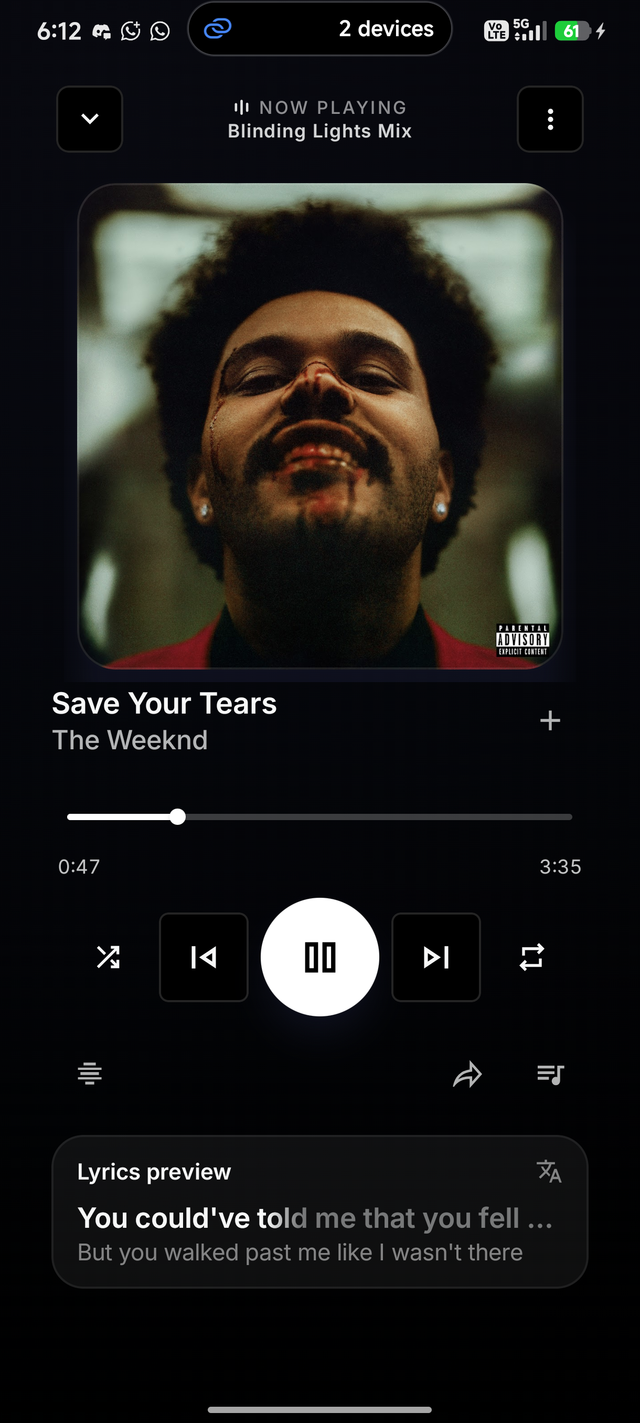 6:12
2 devices
Vo
LTE
5G
61
NOW PLAYING
Blinding Lights Mix
PARENTAL
ADVISORY
EXPLICIT CONTENT
Save Your Tears
The Weeknd
0:47
3:35
Lyrics preview
You could've told me that you fell ...
But you walked past me like I wasn't there